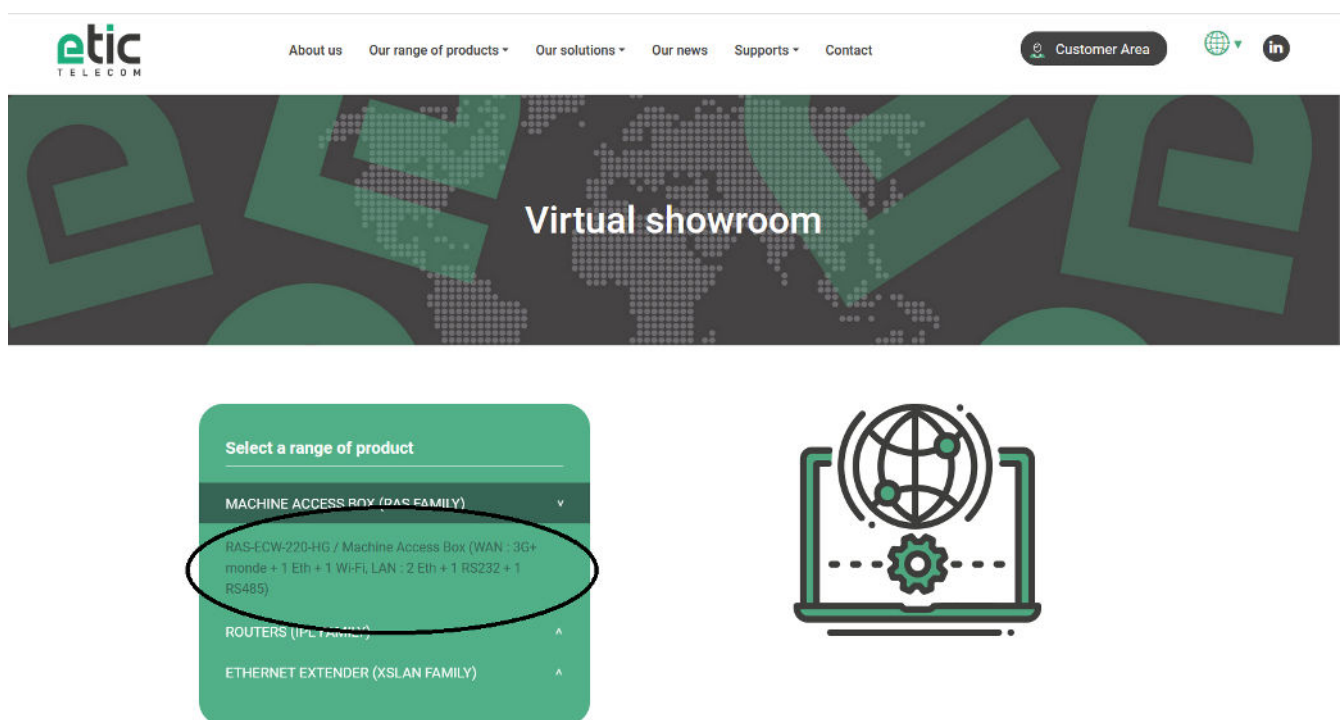 etic
TELECOM
About us Our range of products Our solutions Our news Supports Contact Customer Area in
Virtual showroom
Select a range of product
MACHINE ACCESS BOX (RAS FAMILY)
RAS-ECW-220-HG / Machine Access Box (WAN : 3G+
monde + 1 Eth + 1 Wi-Fi, LAN : 2 Eth + 1 RS232 + 1
RS485)
ROUTERS (IPL FAMILY)
ETHERNET EXTENDER (XSLAN FAMILY)